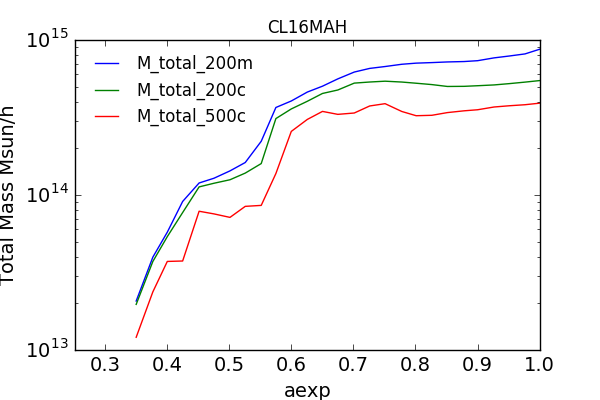 CL16MAH
10^15
10^14
10^13
Total Mass Msun/h
M_total_200m
M_total_200c
M_total_500c
0.3 0.4 0.5 0.6 0.7 0.8 0.9 1.0
aexp